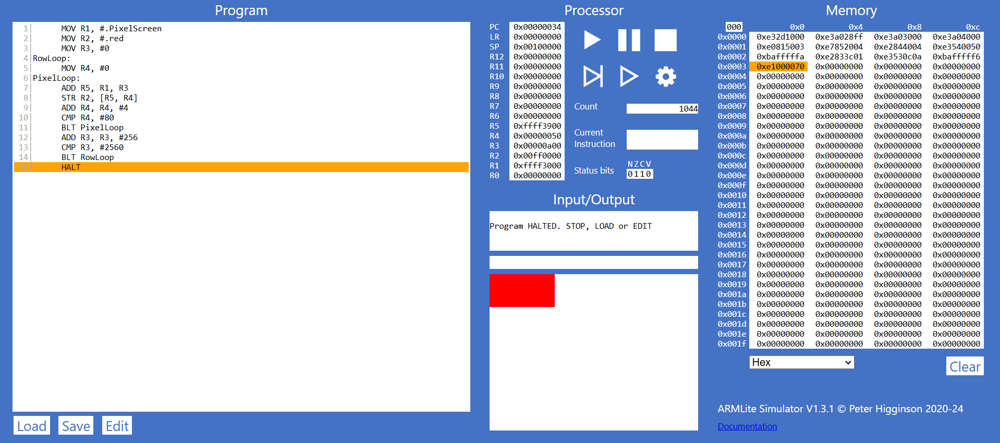 Program
1|      MOV R1, #.PixelScreen
2|      MOV R2, #.red
3|      MOV R3, #0
4|RowLoop:
5|      MOV R4, #0
6|PixelLoop:
7|      ADD R5, R1, R3
8|      STR R2, [R5, R4]
9|      ADD R4, R4, #4
10|      CMP R4, #80
11|      BLT PixelLoop
12|      ADD R3, R3, #256
13|      CMP R3, #2560
14|      BLT RowLoop
15|      HALT
Load Save Edit
Processor
PC 0x00000034
LR 0x00000000
SP 0x00100000
R12 0x00000000
R11 0x00000000
R10 0x00000000
R9 0x00000000
R8 0x00000000
R7 0x00000000
R6 0x00000000
R5 0xffff3900
R4 0x00000050
R3 0x00000a00
R2 0x00ff0000
R1 0xffff3000
R0 0x00000000
Count 1044
Current
Instruction
NZCV
Status bits 0110
Input/Output
Program HALTED. STOP, LOAD or EDIT
Memory
000 0x0 0x4 0x8 0xc
0x0000 0xe32d1000 0xe3a028ff 0xe3a03000 0xe3a04000
0x0001 0xe0815003 0xe7852004 0xe2844004 0xe3540050
0x0002 0xbafffffa 0xe2833c01 0xe3530c0a 0xbafffff6
0x0003 0xe1000070 0x00000000 0x00000000 0x00000000
0x0004 0x00000000 0x00000000 0x00000000 0x00000000
0x0005 0x00000000 0x00000000 0x00000000 0x00000000
0x0006 0x00000000 0x00000000 0x00000000 0x00000000
0x0007 0x00000000 0x00000000 0x00000000 0x00000000
0x0008 0x00000000 0x00000000 0x00000000 0x00000000
0x0009 0x00000000 0x00000000 0x00000000 0x00000000
0x000a 0x00000000 0x00000000 0x00000000 0x00000000
0x000b 0x00000000 0x00000000 0x00000000 0x00000000
0x000c 0x00000000 0x00000000 0x00000000 0x00000000
0x000d 0x00000000 0x00000000 0x00000000 0x00000000
0x000e 0x00000000 0x00000000 0x00000000 0x00000000
0x000f 0x00000000 0x00000000 0x00000000 0x00000000
0x0010 0x00000000 0x00000000 0x00000000 0x00000000
0x0011 0x00000000 0x00000000 0x00000000 0x00000000
0x0012 0x00000000 0x00000000 0x00000000 0x00000000
0x0013 0x00000000 0x00000000 0x00000000 0x00000000
0x0014 0x00000000 0x00000000 0x00000000 0x00000000
0x0015 0x00000000 0x00000000 0x00000000 0x00000000
0x0016 0x00000000 0x00000000 0x00000000 0x00000000
0x0017 0x00000000 0x00000000 0x00000000 0x00000000
0x0018 0x00000000 0x00000000 0x00000000 0x00000000
0x0019 0x00000000 0x00000000 0x00000000 0x00000000
0x001a 0x00000000 0x00000000 0x00000000 0x00000000
0x001b 0x00000000 0x00000000 0x00000000 0x00000000
0x001c 0x00000000 0x00000000 0x00000000 0x00000000
0x001d 0x00000000 0x00000000 0x00000000 0x00000000
0x001e 0x00000000 0x00000000 0x00000000 0x00000000
0x001f 0x00000000 0x00000000 0x00000000 0x00000000
Hex Clear
ARMLite Simulator V1.3.1 © Peter Higginson 2020-24
Documentation